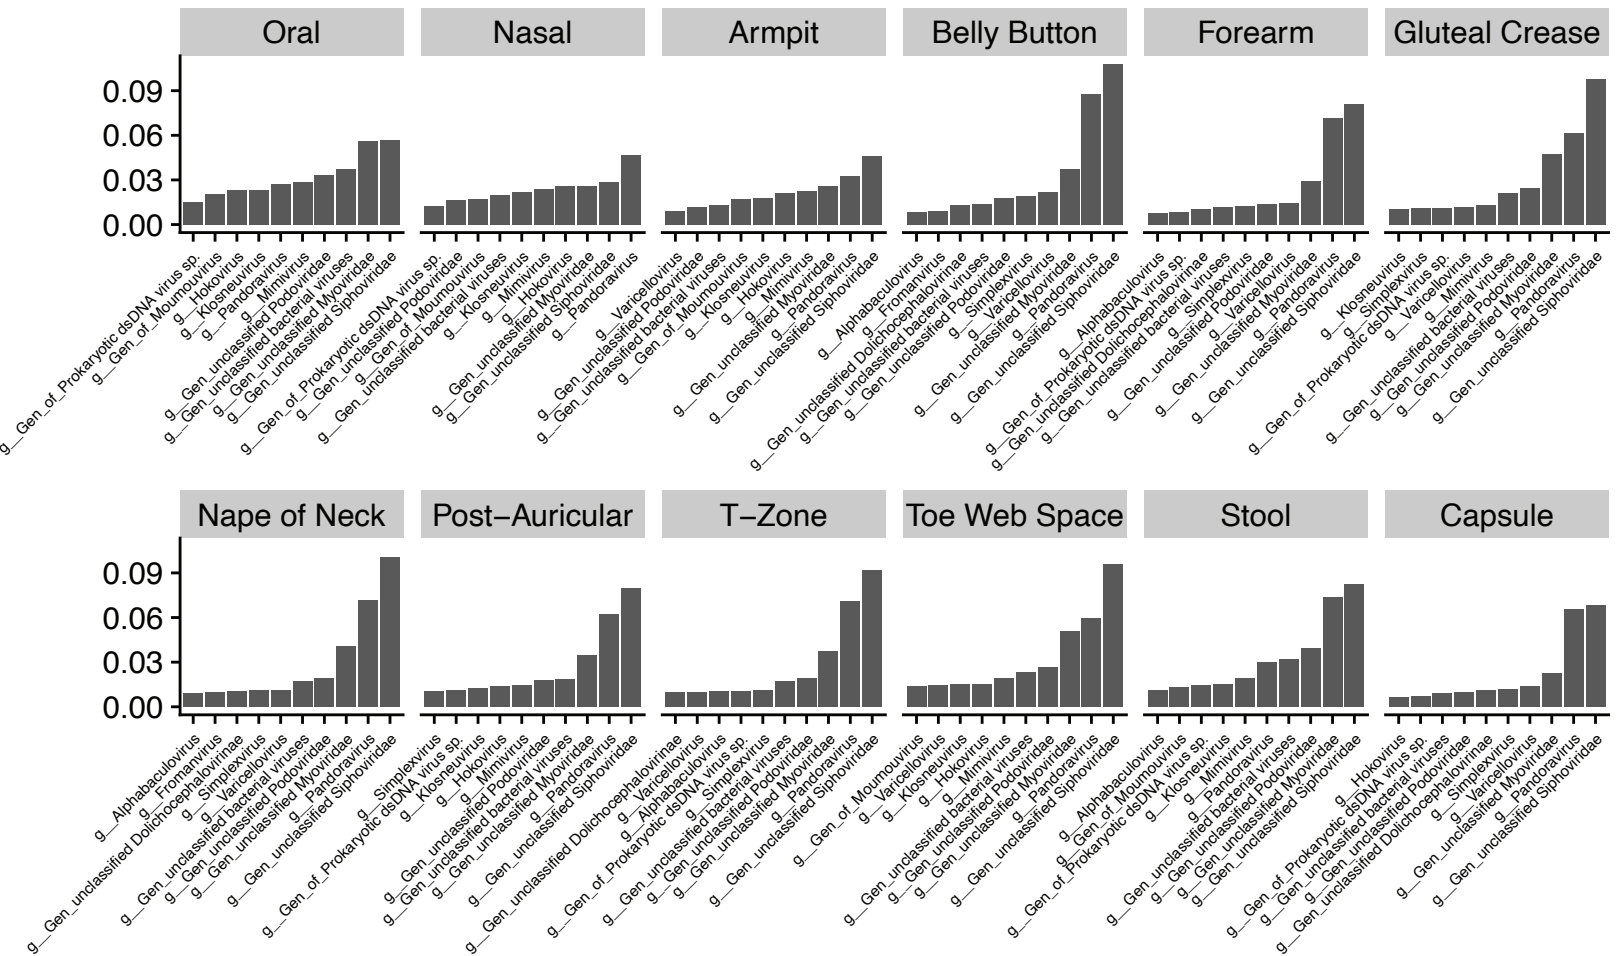 Oral
Nasal
Armpit
Belly Button
Forearm
Gluteal Crease
0.09
0.06
0.03
0.00
g__Gen_of_Prokaryotic dsDNA virus sp.
g__Gen_of_Moumouvirus
g__Hokovirus
g__Klosneuvirus
g__Pandoravirus
g__Mimivirus
g__Gen_unclassified Podoviridae
g__Gen_unclassified bacterial viruses
g__Gen_unclassified Myoviridae
g__Gen_unclassified Siphoviridae
g__Gen_of_Prokaryotic dsDNA virus sp.
g__Gen_unclassified Podoviridae
g__Gen_of_Moumouvirus
g__Gen_unclassified bacterial viruses
g__Klosneuvirus
g__Mimivirus
g__Hokovirus
g__Gen_unclassified Myoviridae
g__Gen_unclassified Siphoviridae
g__Pandoravirus
g__Varicellovirus
g__Gen_unclassified Podoviridae
g__Gen_unclassified bacterial viruses
g__Gen_of_Moumouvirus
g__Klosneuvirus
g__Hokovirus
g__Mimivirus
g__Gen_unclassified Myoviridae
g__Pandoravirus
g__Gen_unclassified Siphoviridae
g__Alphabaculovirus
g__Fromanvirus
g__Gen_unclassified Dolichocephalovirinae
g__Gen_unclassified bacterial viruses
g__Gen_unclassified Podoviridae
g__Simplexvirus
g__Varicellovirus
g__Gen_unclassified Myoviridae
g__Pandoravirus
g__Gen_unclassified Siphoviridae
g__Alphabaculovirus
g__Gen_of_Prokaryotic dsDNA virus sp.
g__Gen_unclassified Dolichocephalovirinae
g__Gen_unclassified bacterial viruses
g__Simplexvirus
g__Gen_unclassified Podoviridae
g__Varicellovirus
g__Gen_unclassified Myoviridae
g__Pandoravirus
g__Gen_unclassified Siphoviridae
g__Klosneuvirus
g__Simplexvirus
g__Gen_of_Prokaryotic dsDNA virus sp.
g__Varicellovirus
g__Mimivirus
g__Gen_unclassified bacterial viruses
g__Gen_unclassified Podoviridae
g__Gen_unclassified Myoviridae
g__Pandoravirus
g__Gen_unclassified Siphoviridae
Nape of Neck
Post−Auricular
T−Zone
Toe Web Space
Stool
Capsule
0.09
0.06
0.03
0.00
g__Alphabaculovirus
g__Fromanvirus
g__Gen_unclassified Dolichocephalovirinae
g__Simplexvirus
g__Varicellovirus
g__Gen_unclassified bacterial viruses
g__Gen_unclassified Podoviridae
g__Gen_unclassified Myoviridae
g__Pandoravirus
g__Gen_unclassified Siphoviridae
g__Simplexvirus
g__Gen_of_Prokaryotic dsDNA virus sp.
g__Klosneuvirus
g__Hokovirus
g__Mimivirus
g__Gen_unclassified Podoviridae
g__Gen_unclassified bacterial viruses
g__Gen_unclassified Myoviridae
g__Pandoravirus
g__Gen_unclassified Siphoviridae
g__Gen_unclassified Dolichocephalovirinae
g__Varicellovirus
g__Alphabaculovirus
g__Gen_of_Prokaryotic dsDNA virus sp.
g__Simplexvirus
g__Gen_unclassified bacterial viruses
g__Gen_unclassified Podoviridae
g__Gen_unclassified Myoviridae
g__Pandoravirus
g__Gen_unclassified Siphoviridae
g__Gen_of_Moumouvirus
g__Varicellovirus
g__Klosneuvirus
g__Hokovirus
g__Mimivirus
g__Gen_unclassified bacterial viruses
g__Gen_unclassified Podoviridae
g__Gen_unclassified Myoviridae
g__Pandoravirus
g__Gen_unclassified Siphoviridae
g__Alphabaculovirus
g__Gen_of_Moumouvirus
g__Gen_of_Prokaryotic dsDNA virus sp.
g__Klosneuvirus
g__Mimivirus
g__Pandoravirus
g__Gen_unclassified bacterial viruses
g__Gen_unclassified Podoviridae
g__Gen_unclassified Myoviridae
g__Gen_unclassified Siphoviridae
g__Hokovirus
g__Gen_of_Prokaryotic dsDNA virus sp.
g__Gen_unclassified bacterial viruses
g__Gen_unclassified Podoviridae
g__Gen_unclassified Dolichocephalovirinae
g__Simplexvirus
g__Varicellovirus
g__Gen_unclassified Myoviridae
g__Pandoravirus
g__Gen_unclassified Siphoviridae